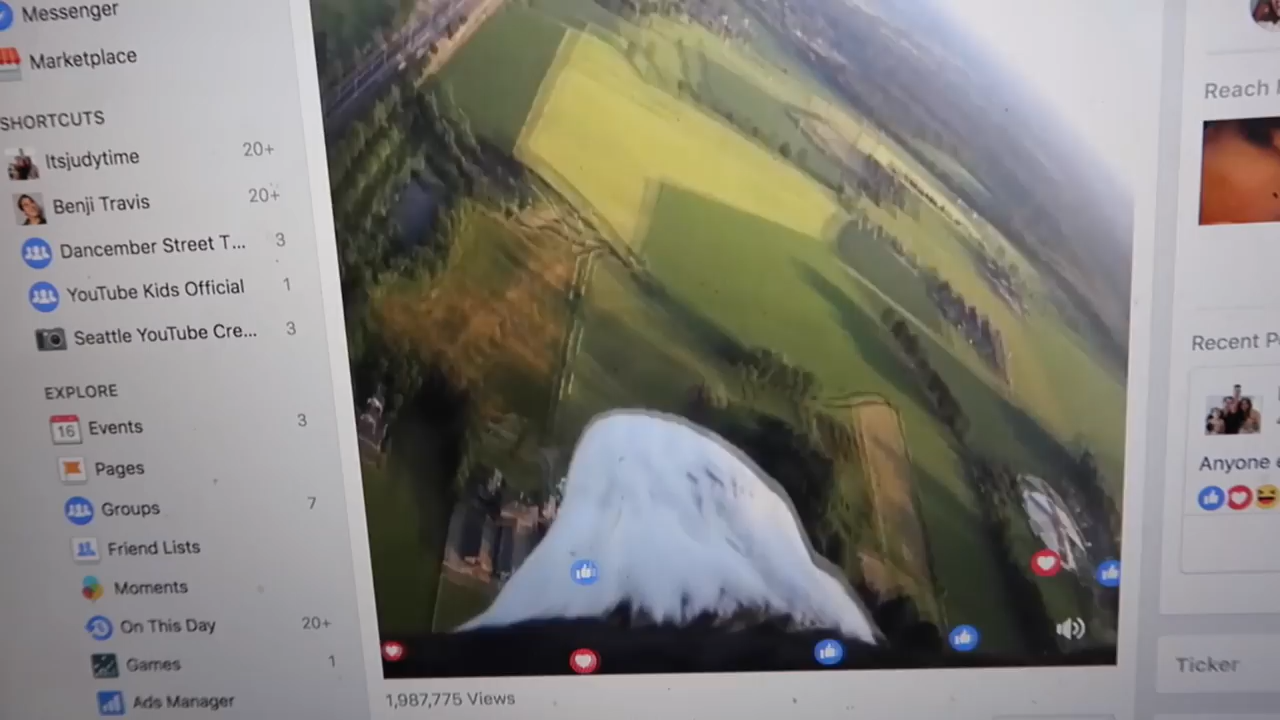 Messenger
Marketplace
SHORTCUTS
Itsjudytime 20+
Benji Travis 20+
Dancember Street T... 3
YouTube Kids Official 1
Seattle YouTube Cre... 3
EXPLORE
16 Events 3
Pages
Groups 7
Friend Lists
Moments
On This Day 20+
Games 1
Ads Manager
1,987,775 Views
Reach
Recent P
Anyone
Ticker